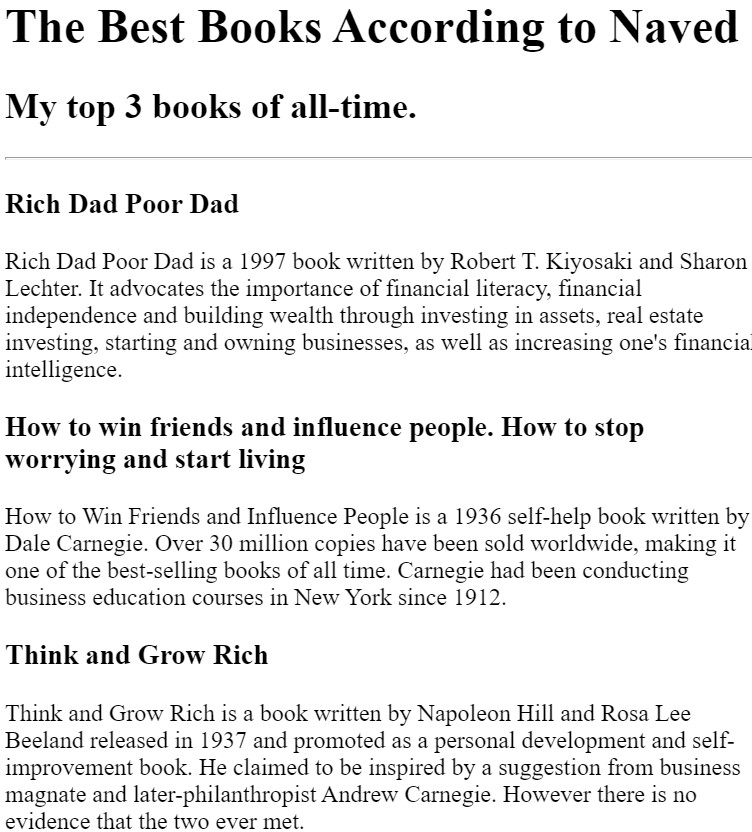 The Best Books According to Naved
My top 3 books of all-time.
Rich Dad Poor Dad
Rich Dad Poor Dad is a 1997 book written by Robert T. Kiyosaki and Sharon
Lechter. It advocates the importance of financial literacy, financial
independence and building wealth through investing in assets, real estate
investing, starting and owning businesses, as well as increasing one's financial
intelligence.
How to win friends and influence people. How to stop
worrying and start living
How to Win Friends and Influence People is a 1936 self-help book written by
Dale Carnegie. Over 30 million copies have been sold worldwide, making it
one of the best-selling books of all time. Carnegie had been conducting
business education courses in New York since 1912.
Think and Grow Rich
Think and Grow Rich is a book written by Napoleon Hill and Rosa Lee
Beeland released in 1937 and promoted as a personal development and self-
improvement book. He claimed to be inspired by a suggestion from business
magnate and later-philanthropist Andrew Carnegie. However there is no
evidence that the two ever met.